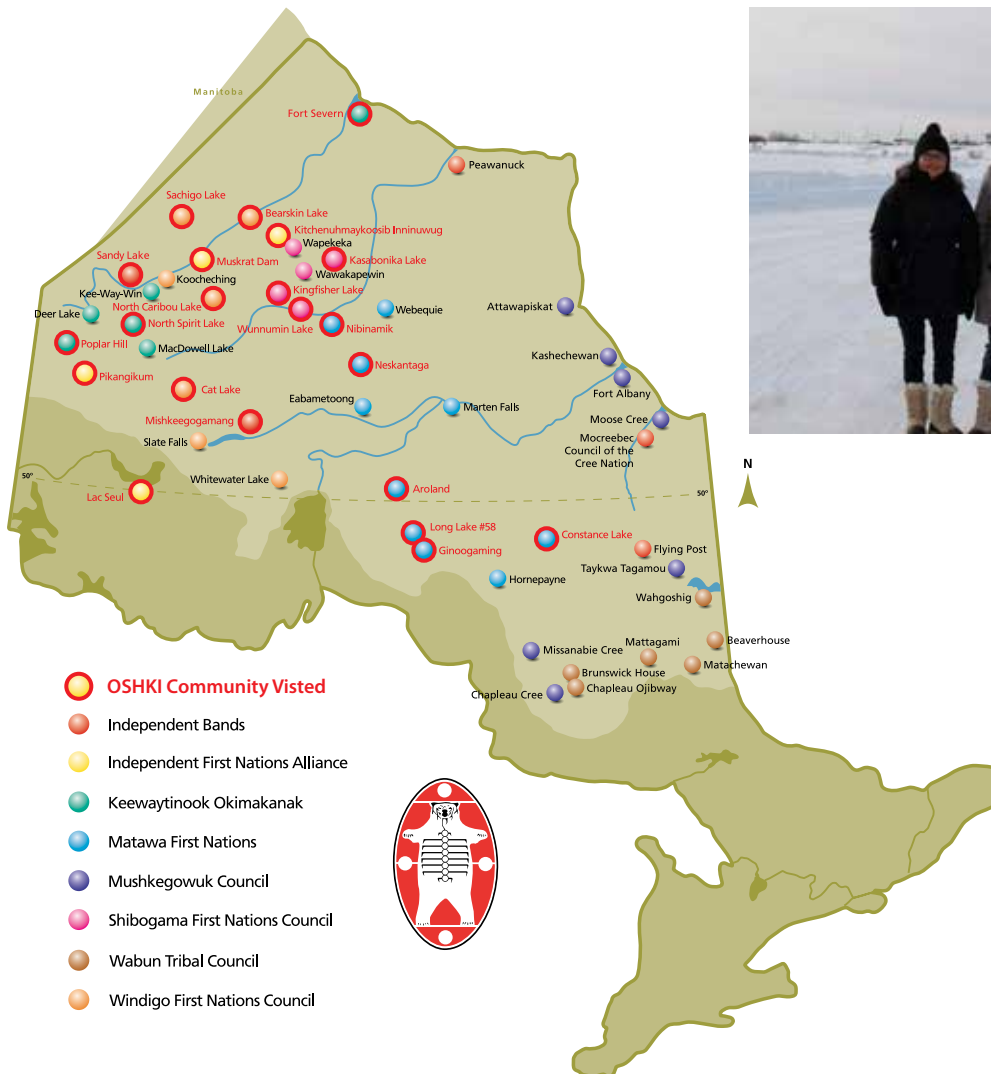 Manitoba
Fort Severn
Peawanuck
Sachigo Lake
Bearskin Lake
Kitchenuhmaykoosib Inninuwug
Wapekeka
Sandy Lake
Muskrat Dam
Kasabonika Lake
Wawakapewin
Koocheching
Kee-Way-Win
Kingfisher Lake
North Caribou Lake
Deer Lake
Webequie
Attawapiskat
North Spirit Lake
Wunnumin Lake
Nibinamik
Poplar Hill
MacDowell Lake
Kashechewan
Neskantaga
Pikangikum
Cat Lake
Fort Albany
Eabametoong
Marten Falls
Mishkeegogamang
Moose Cree
Slate Falls
Mocreebec
Council of the
Cree Nation
N
50°
Whitewater Lake
Lac Seul
Aroland
50°
Long Lake #58
Constance Lake
Ginoogaming
Flying Post
Taykwa Tagamou
Hornepayne
Wahgoshig
Beaverhouse
Mattagami
Missanabie Cree
Matachewan
Brunswick House
Chapleau Cree
Chapleau Ojibway
OSHKI Community Visted
Independent Bands
Independent First Nations Alliance
Keewaytinook Okimakanak
Matawa First Nations
Mushkegowuk Council
Shibogama First Nations Council
Wabun Tribal Council
Windigo First Nations Council